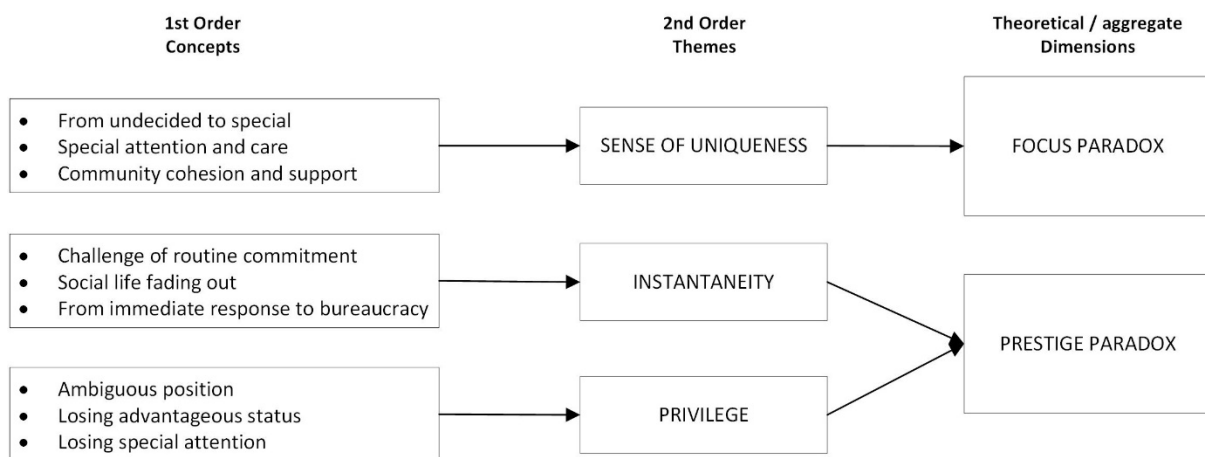 1st Order
Concepts
2nd Order
Themes
Theoretical / aggregate
Dimensions
• From undecided to special
• Special attention and care
• Community cohesion and support
SENSE OF UNIQUENESS
FOCUS PARADOX
• Challenge of routine commitment
• Social life fading out
• From immediate response to bureaucracy
INSTANTANEITY
PRESTIGE PARADOX
• Ambiguous position
• Losing advantageous status
• Losing special attention
PRIVILEGE